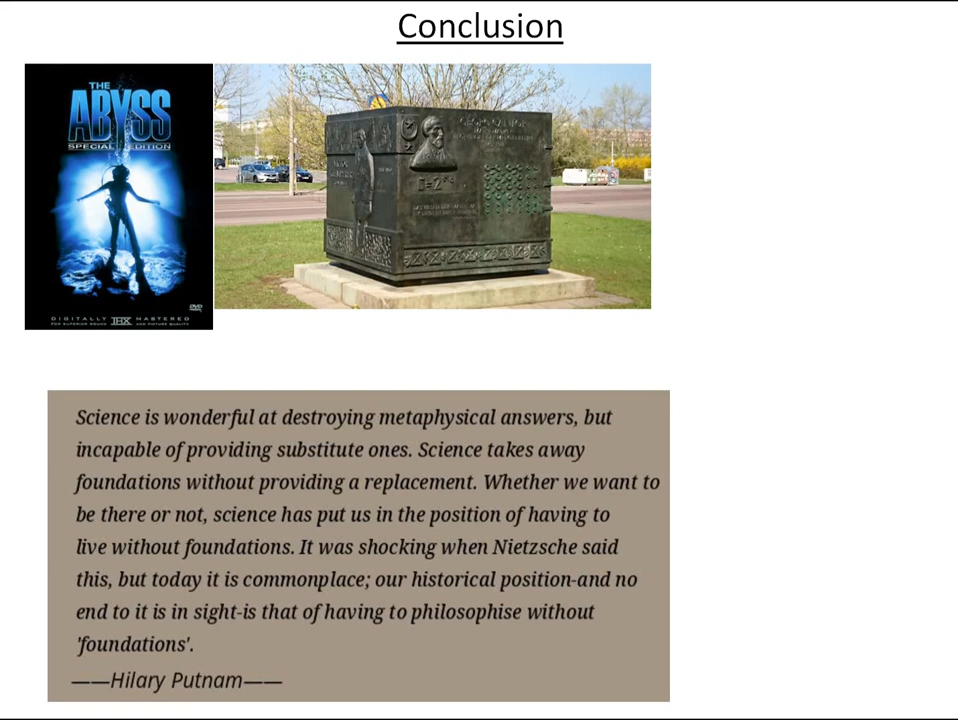 Conclusion
THE
ABYSS
SPECIAL EDITION
DIGITALLY THX MASTERED
FOR SUPERIOR SOUND AND PICTURE QUALITY
DVD
GEORG CANTOR
Science is wonderful at destroying metaphysical answers, but
incapable of providing substitute ones. Science takes away
foundations without providing a replacement. Whether we want to
be there or not, science has put us in the position of having to
live without foundations. It was shocking when Nietzsche said
this, but today it is commonplace; our historical position-and no
end to it is in sight-is that of having to philosophise without
'foundations'.
——Hilary Putnam——